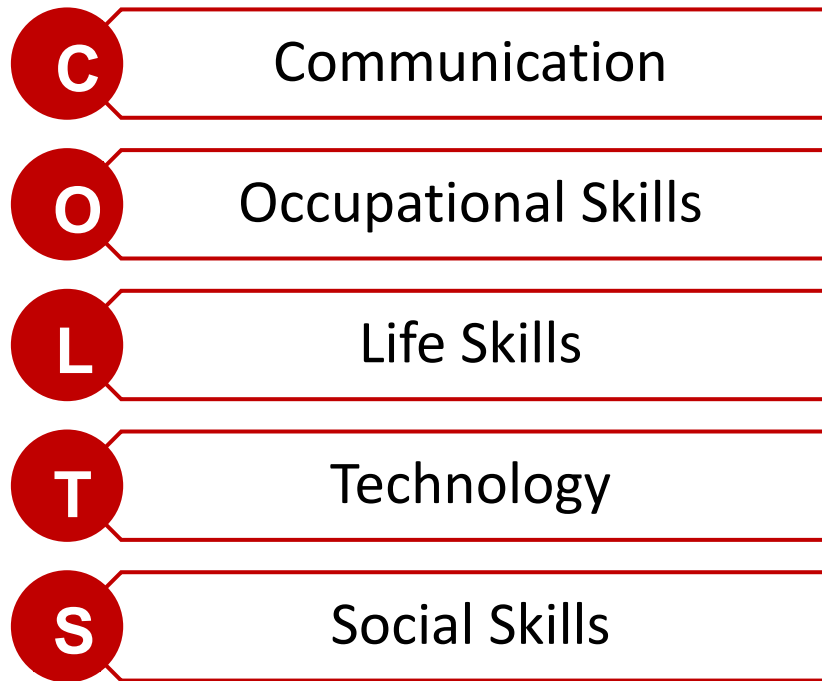 C Communication
O Occupational Skills
L Life Skills
T Technology
S Social Skills